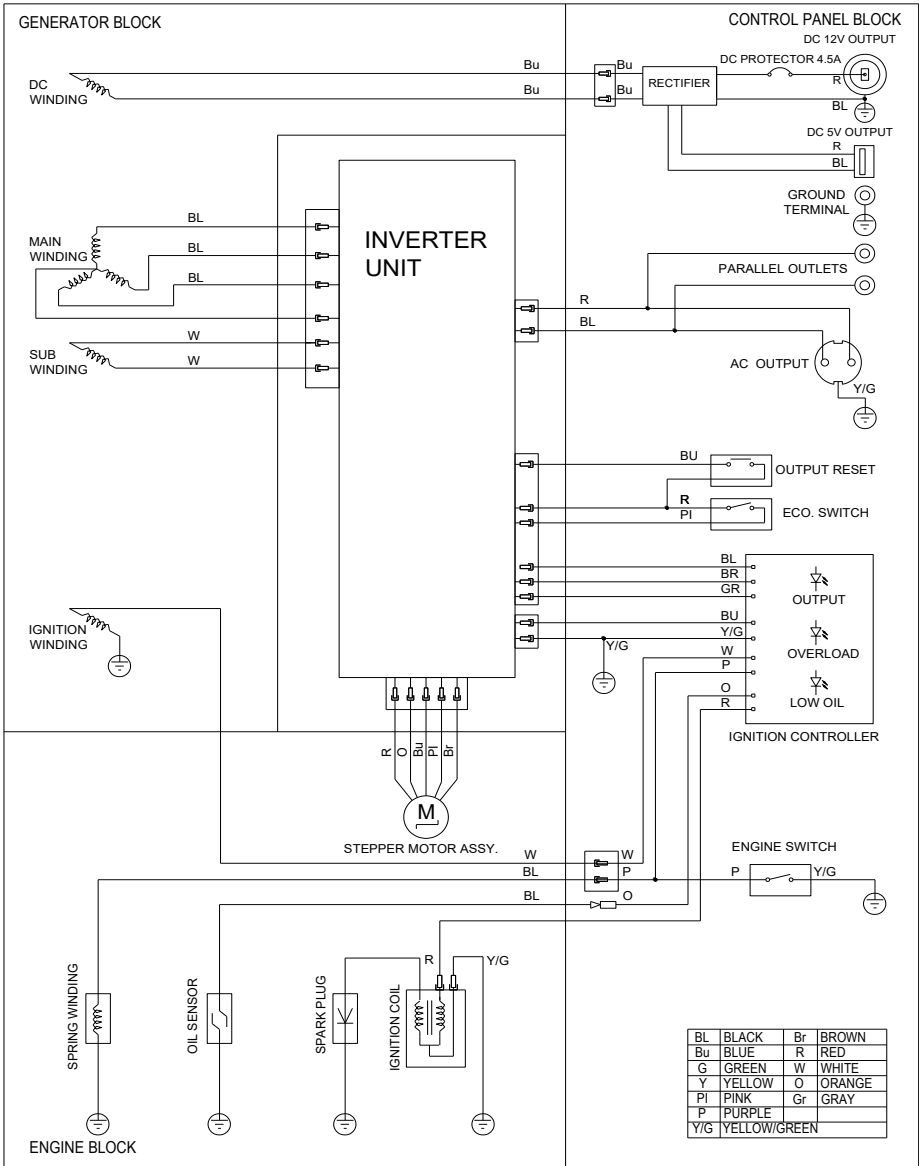 GENERATOR BLOCK
CONTROL PANEL BLOCK
DC 12V OUTPUT
DC PROTECTOR 4.5A
Bu
Bu
DC
WINDING
Bu
Bu
RECTIFIER
R
BL
DC 5V OUTPUT
R
BL
GROUND
TERMINAL
PARALLEL OUTLETS
MAIN
WINDING
BL
BL
BL
INVERTER
UNIT
SUB
WINDING
W
W
R
BL
AC OUTPUT
Y/G
BU
OUTPUT RESET
R
PI
ECO. SWITCH
BL
BR
GR
OUTPUT
BU
Y/G
Y/G
OVERLOAD
W
P
O
R
LOW OIL
IGNITION CONTROLLER
IGNITION
WINDING
R
O
Bu
PI
Br
M
STEPPER MOTOR ASSY.
W
W
BL
P
BL
O
ENGINE SWITCH
P
Y/G
SPRING WINDING
OIL SENSOR
SPARK PLUG
R
IGNITION COIL
Y/G
ENGINE BLOCK
BL BLACK Br BROWN
Bu BLUE R RED
G GREEN W WHITE
Y YELLOW O ORANGE
PI PINK Gr GRAY
P PURPLE
Y/G YELLOW/GREEN